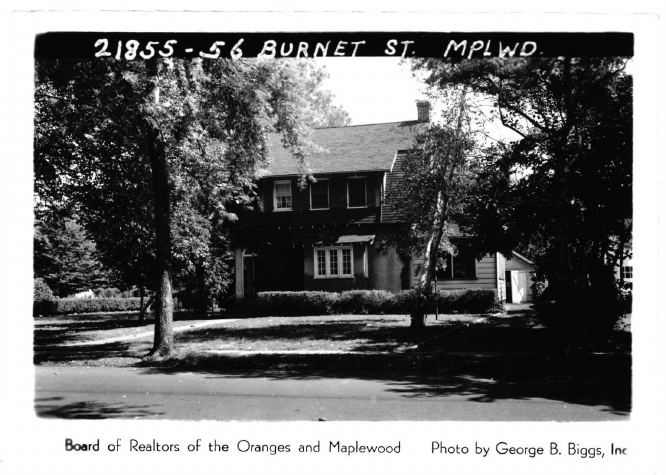 21855-56 BURNET ST. MPLWD.
Board of Realtors of the Oranges and Maplewood Photo by George B. Biggs, Inc